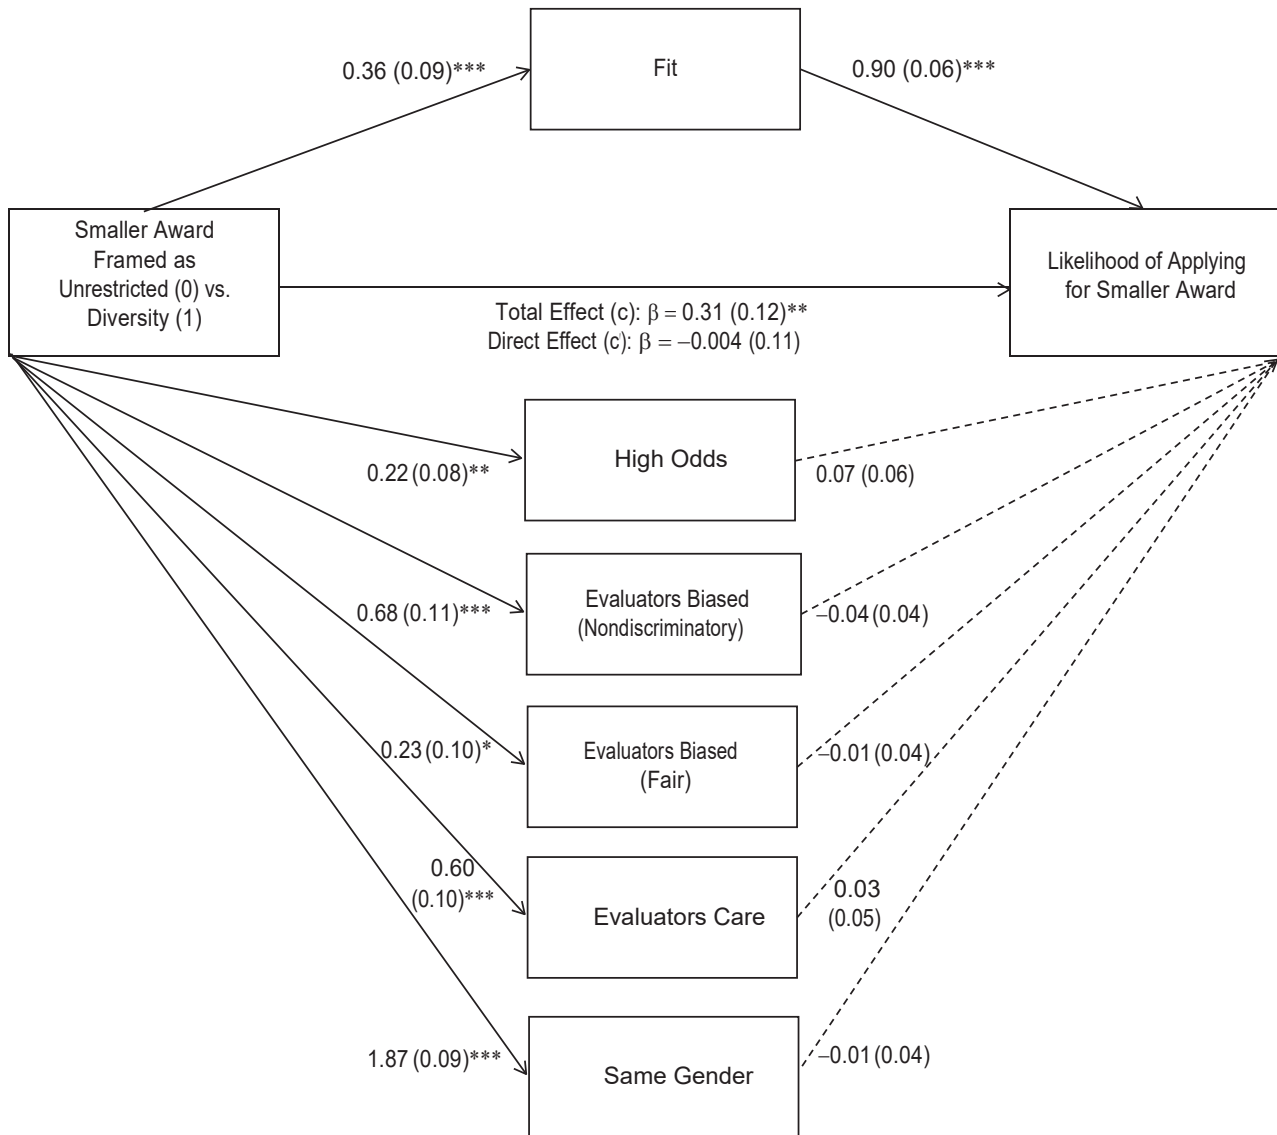 0.36 (0.09)***
Fit
0.90 (0.06)***
Smaller Award
Framed as
Unrestricted (0) vs.
Diversity (1)
Likelihood of Applying
for Smaller Award
Total Effect (c): β = 0.31 (0.12)**
Direct Effect (c'): β = −0.004 (0.11)
0.22 (0.08)**
High Odds
0.07 (0.06)
0.68 (0.11)***
Evaluators Biased
(Nondiscriminatory)
−0.04 (0.04)
0.23 (0.10)*
Evaluators Biased
(Fair)
−0.01 (0.04)
0.60
(0.10)***
Evaluators Care
0.03
(0.05)
1.87 (0.09)***
Same Gender
−0.01 (0.04)